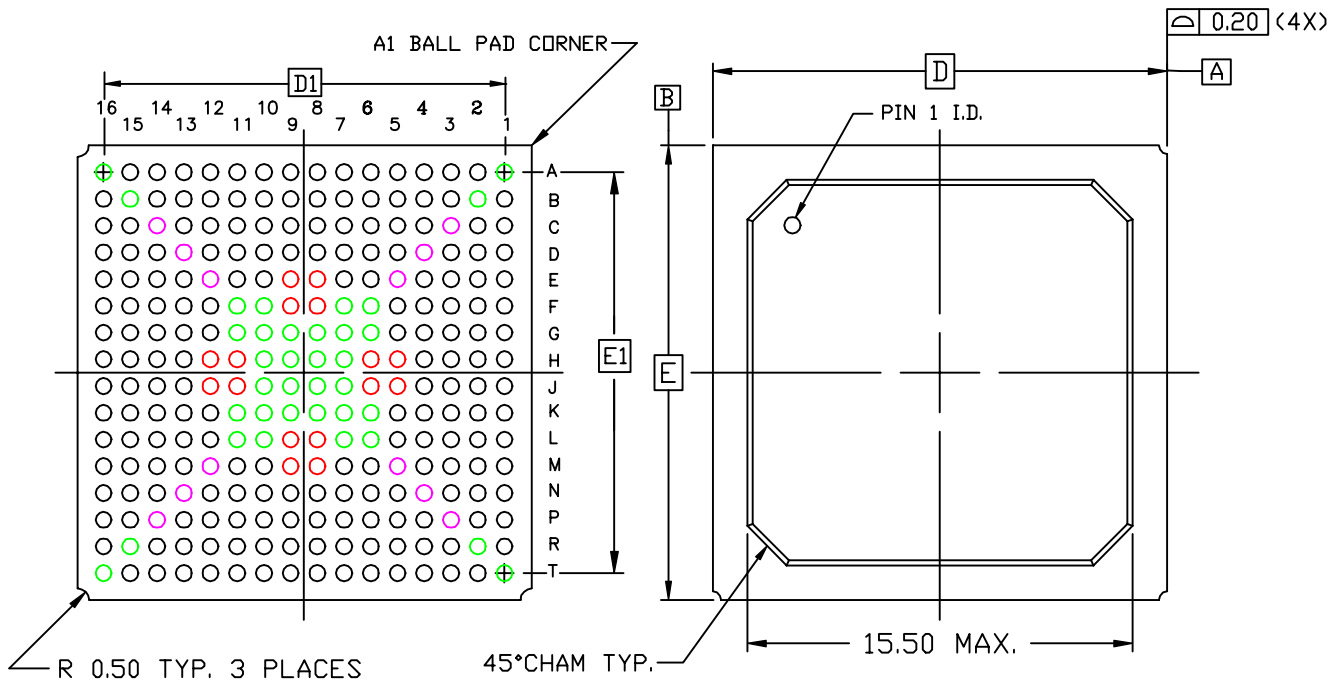 ⌓ 0.20 (4X)
A1 BALL PAD CORNER
D1
D
A
B
16 14 12 10 8 6 4 2
15 13 11 9 7 5 3 1
PIN 1 I.D.
A
B
C
D
E
F
G
H
J
K
L
M
N
P
R
T
E1
E
R 0.50 TYP. 3 PLACES
45°CHAM TYP.
15.50 MAX.